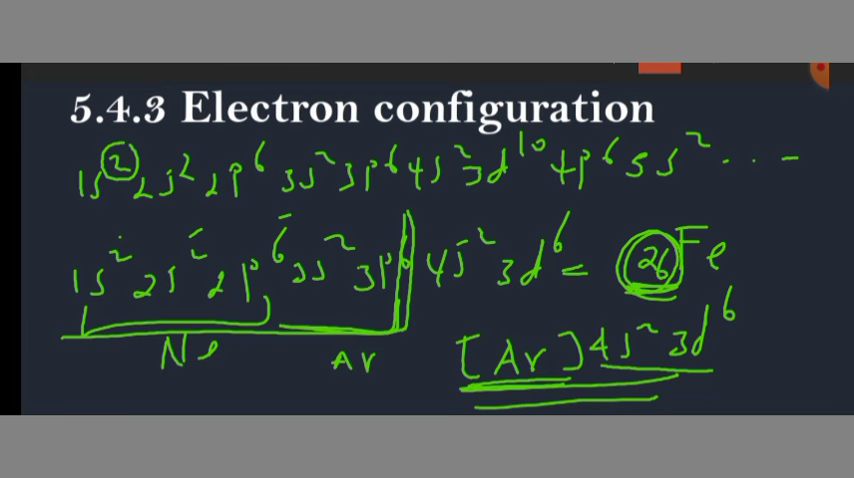 5.4.3 Electron configuration
1s² 2s² 2p⁶ 3s² 3p⁶ 4s² 3d¹⁰ 4p⁶ 5s² ...-
1s² 2s² 2p⁶ 3s² 3p⁶ 4s² 3d⁶ = 26Fe
Ne Ar [Ar] 4s² 3d⁶